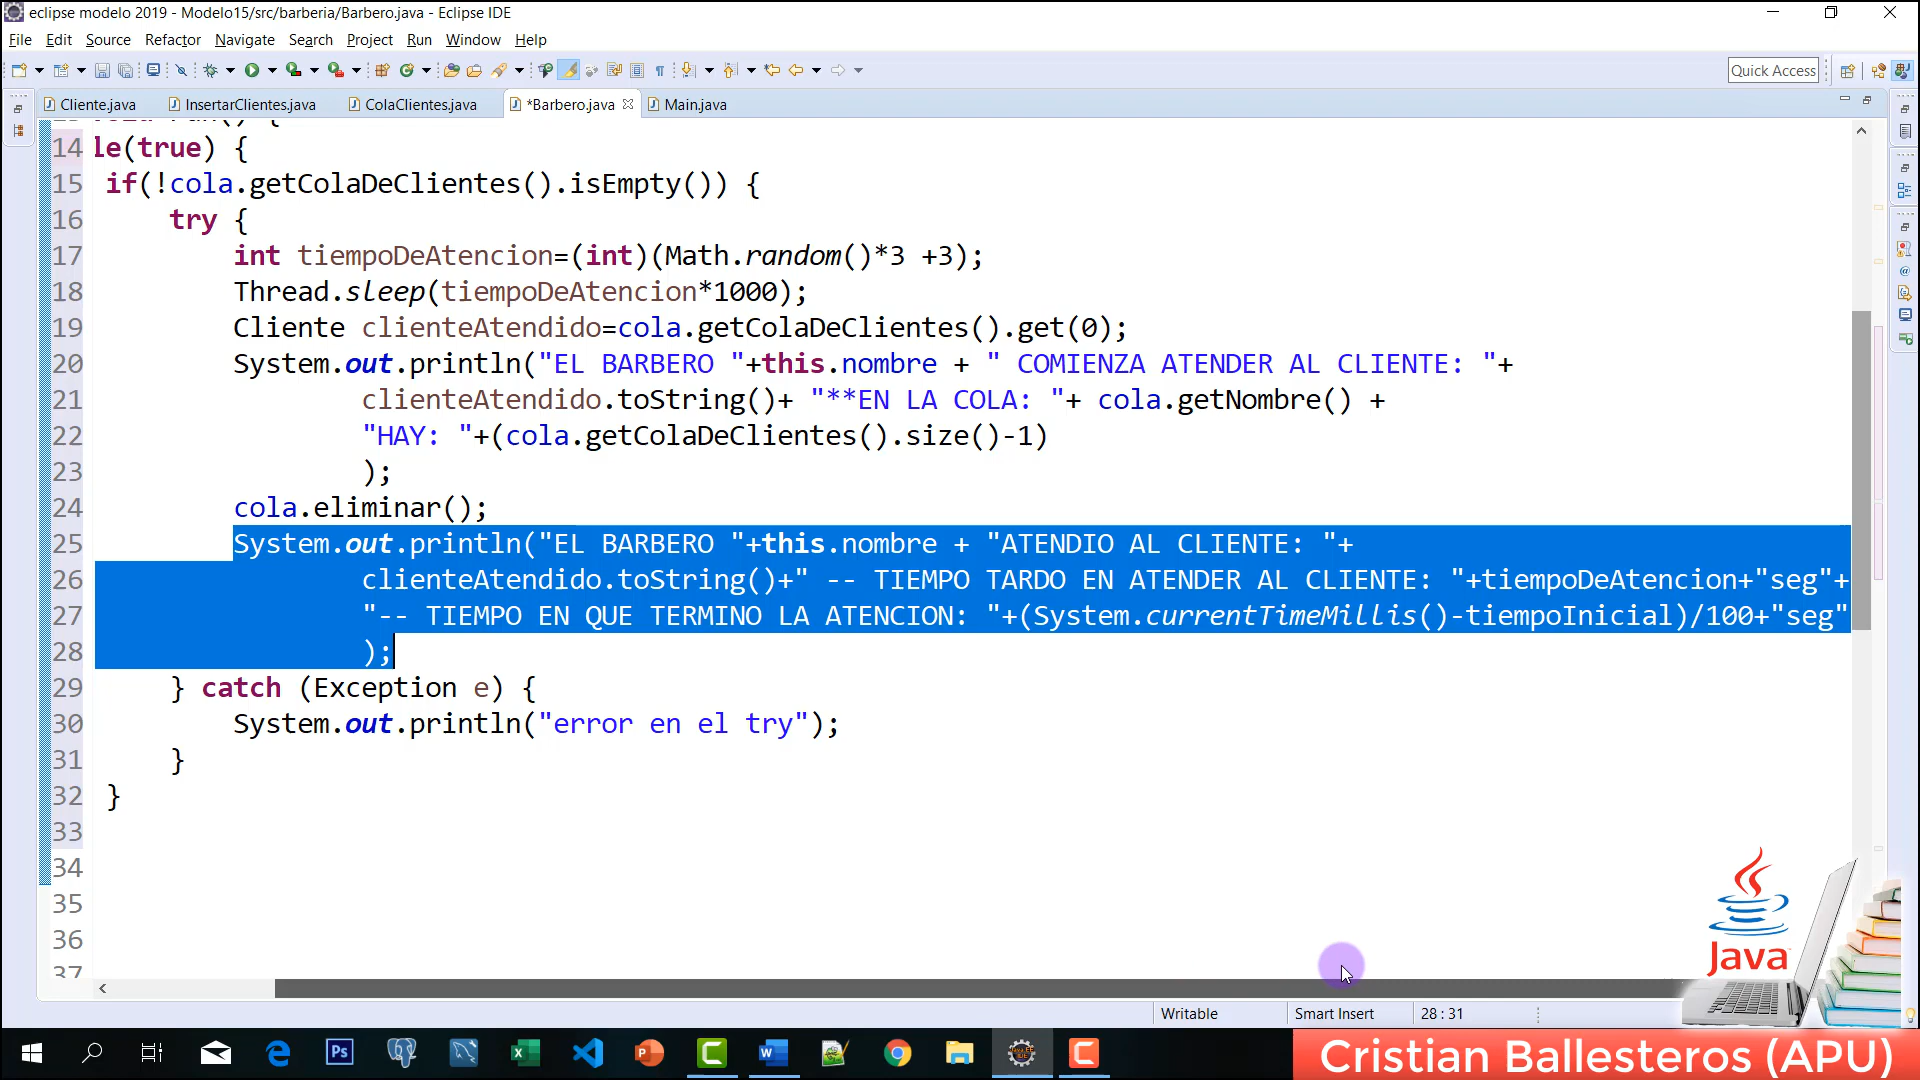 eclipse modelo 2019 - Modelo15/src/barberia/Barbero.java - Eclipse IDE
File Edit Source Refactor Navigate Search Project Run Window Help
Quick Access
Cliente.java InsertarClientes.java ColaClientes.java *Barbero.java Main.java
14 le(true) {
15 if(!cola.getColaDeClientes().isEmpty()) {
16 try {
17 int tiempoDeAtencion=(int)(Math.random()*3 +3);
18 Thread.sleep(tiempoDeAtencion*1000);
19 Cliente clienteAtendido=cola.getColaDeClientes().get(0);
20 System.out.println("EL BARBERO "+this.nombre + " COMIENZA ATENDER AL CLIENTE: "+
21 clienteAtendido.toString()+ "**EN LA COLA: "+ cola.getNombre() +
22 "HAY: "+(cola.getColaDeClientes().size()-1)
23 );
24 cola.eliminar();
25 System.out.println("EL BARBERO "+this.nombre + "ATENDIO AL CLIENTE: "+
26 clienteAtendido.toString()+" -- TIEMPO TARDO EN ATENDER AL CLIENTE: "+tiempoDeAtencion+"seg"+
27 "-- TIEMPO EN QUE TERMINO LA ATENCION: "+(System.currentTimeMillis()-tiempoInicial)/100+"seg"
28 );
29 } catch (Exception e) {
30 System.out.println("error en el try");
31 }
32 }
33
34
35
36
37
Java
Writable Smart Insert 28 : 31
Cristian Ballesteros (APU)